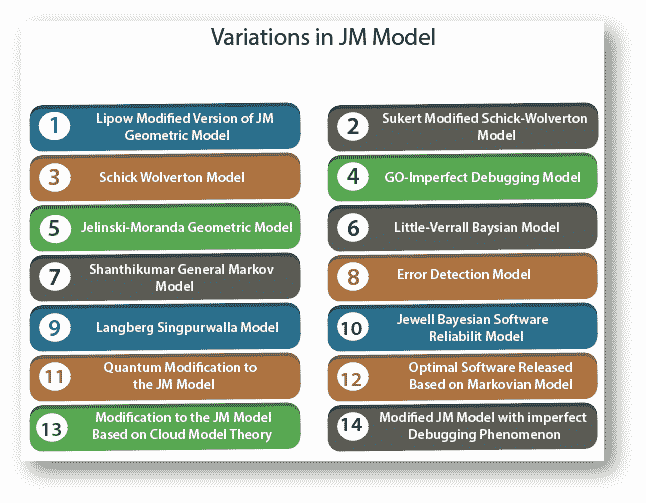 Variations in JM Model
1
Lipow Modified Version of JM
Geometric Model
2
Sukert Modified Schick-Wolverton
Model
3
Schick Wolverton Model
4
GO-Imperfect Debugging Model
5
Jelinski-Moranda Geometric Model
6
Little-Verrall Baysian Model
7
Shanthikumar General Markov
Model
8
Error Detection Model
9
Langberg Singpurwalla Model
10
Jewell Bayesian Software
Reliabilit Model
11
Quantum Modification to
the JM Model
12
Optimal Software Released
Based on Markovian Model
13
Modification to the JM Model
Based on Cloud Model Theory
14
Modified JM Model with imperfect
Debugging Phenomenon